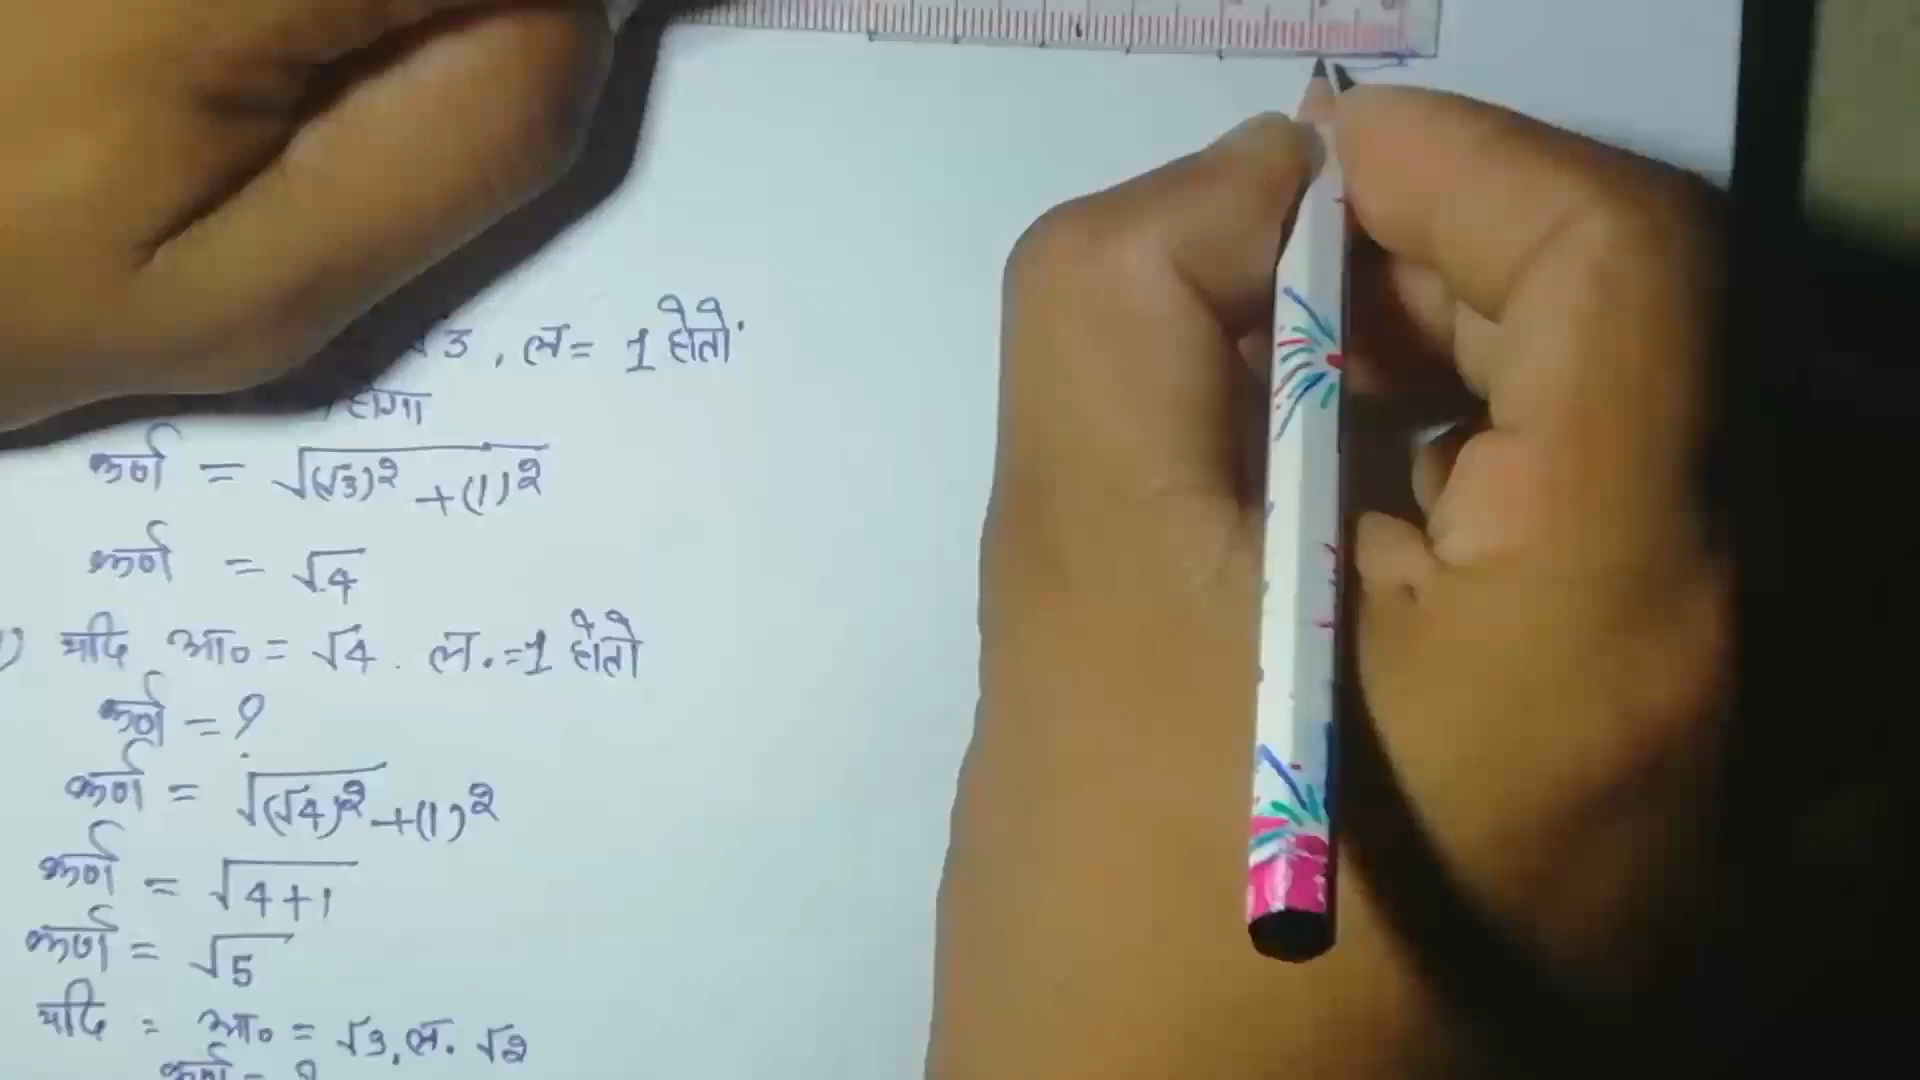 3, ल= 1 होतो
होगा
कर्ण = √(√3)² + (1)²
कर्ण = √4
यदि आ० = √4. ल.=1 होतो
कर्ण = ?
कर्ण = √(√4)² + (1)²
कर्ण = √4+1
कर्ण = √5
यदि = आ० = √3, ल. √2
कर्ण = ?